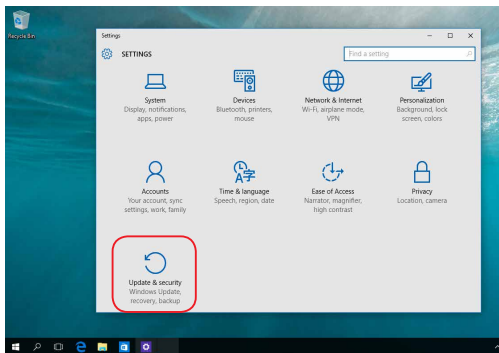 Recycle Bin
Settings
SETTINGS
Find a setting
System
Display, notifications,
apps, power
Devices
Bluetooth, printers,
mouse
Network & Internet
Wi-Fi, airplane mode,
VPN
Personalization
Background, lock
screen, colors
Accounts
Your account, sync
settings, work, family
Time & language
Speech, region, date
Ease of Access
Narrator, magnifier,
high contrast
Privacy
Location, camera
Update & security
Windows Update,
recovery, backup